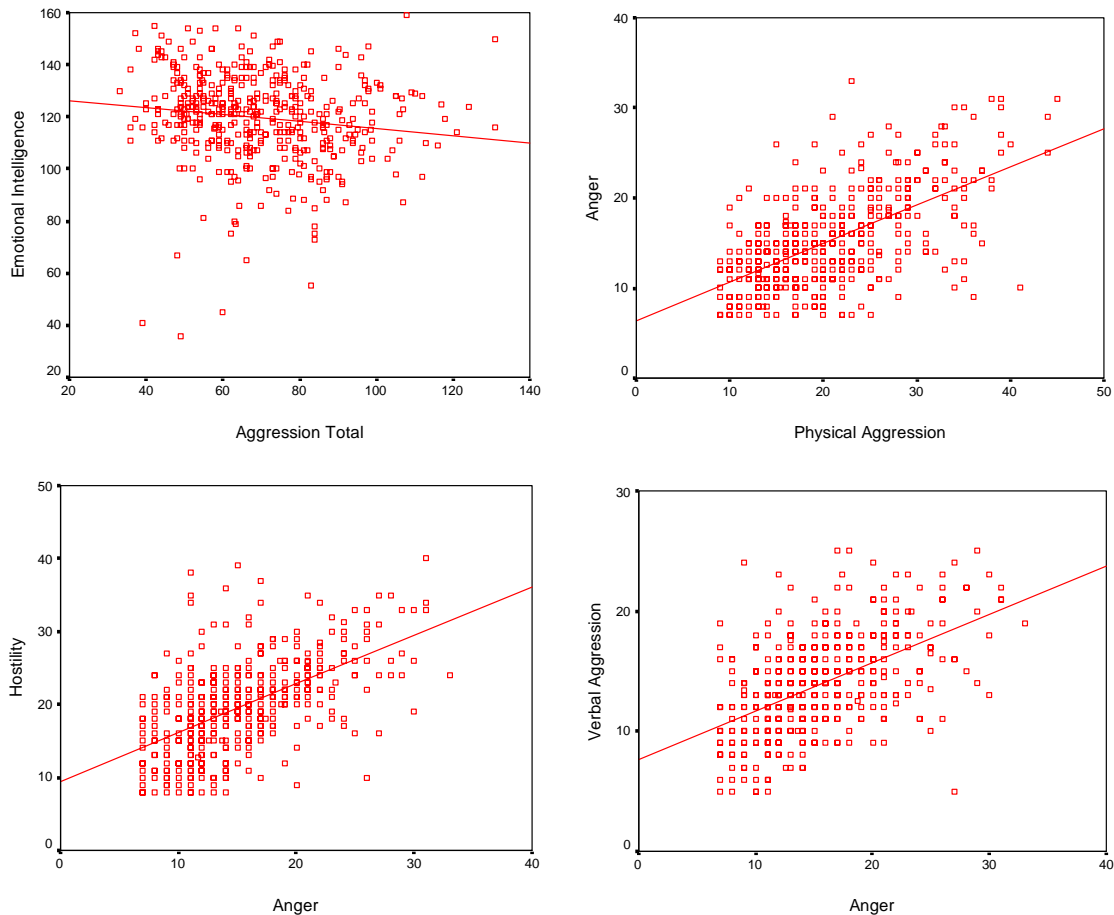 160
140
120
100
80
60
40
20
Emotional Intelligence
20 40 60 80 100 120 140
Aggression Total
40
30
20
10
0
Anger
0 10 20 30 40 50
Physical Aggression
50
40
30
20
10
0
Hostility
0 10 20 30 40
Anger
30
20
10
0
Verbal Aggression
0 10 20 30 40
Anger